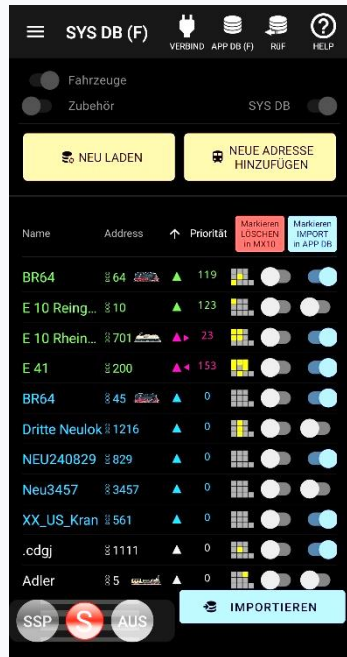 SYS DB (F)
VERBIND APP DB (F) RüF HELP
Fahrzeuge
Zubehör SYS DB
NEU LADEN
NEUE ADRESSE
HINZUFÜGEN
Name Address Priorität
Markieren
LÖSCHEN
in MX10
Markieren
IMPORT
in APP DB
BR64 64 119
E 10 Reing... 10 123
E 10 Rhein... 701 23
E 41 200 153
BR64 45 0
Dritte Neulok 1216 0
NEU240829 829 0
Neu3457 3457 0
XX_US_Kran 561 0
.cdgj 1111 0
Adler 5 0
IMPORTIEREN
SSP S AUS